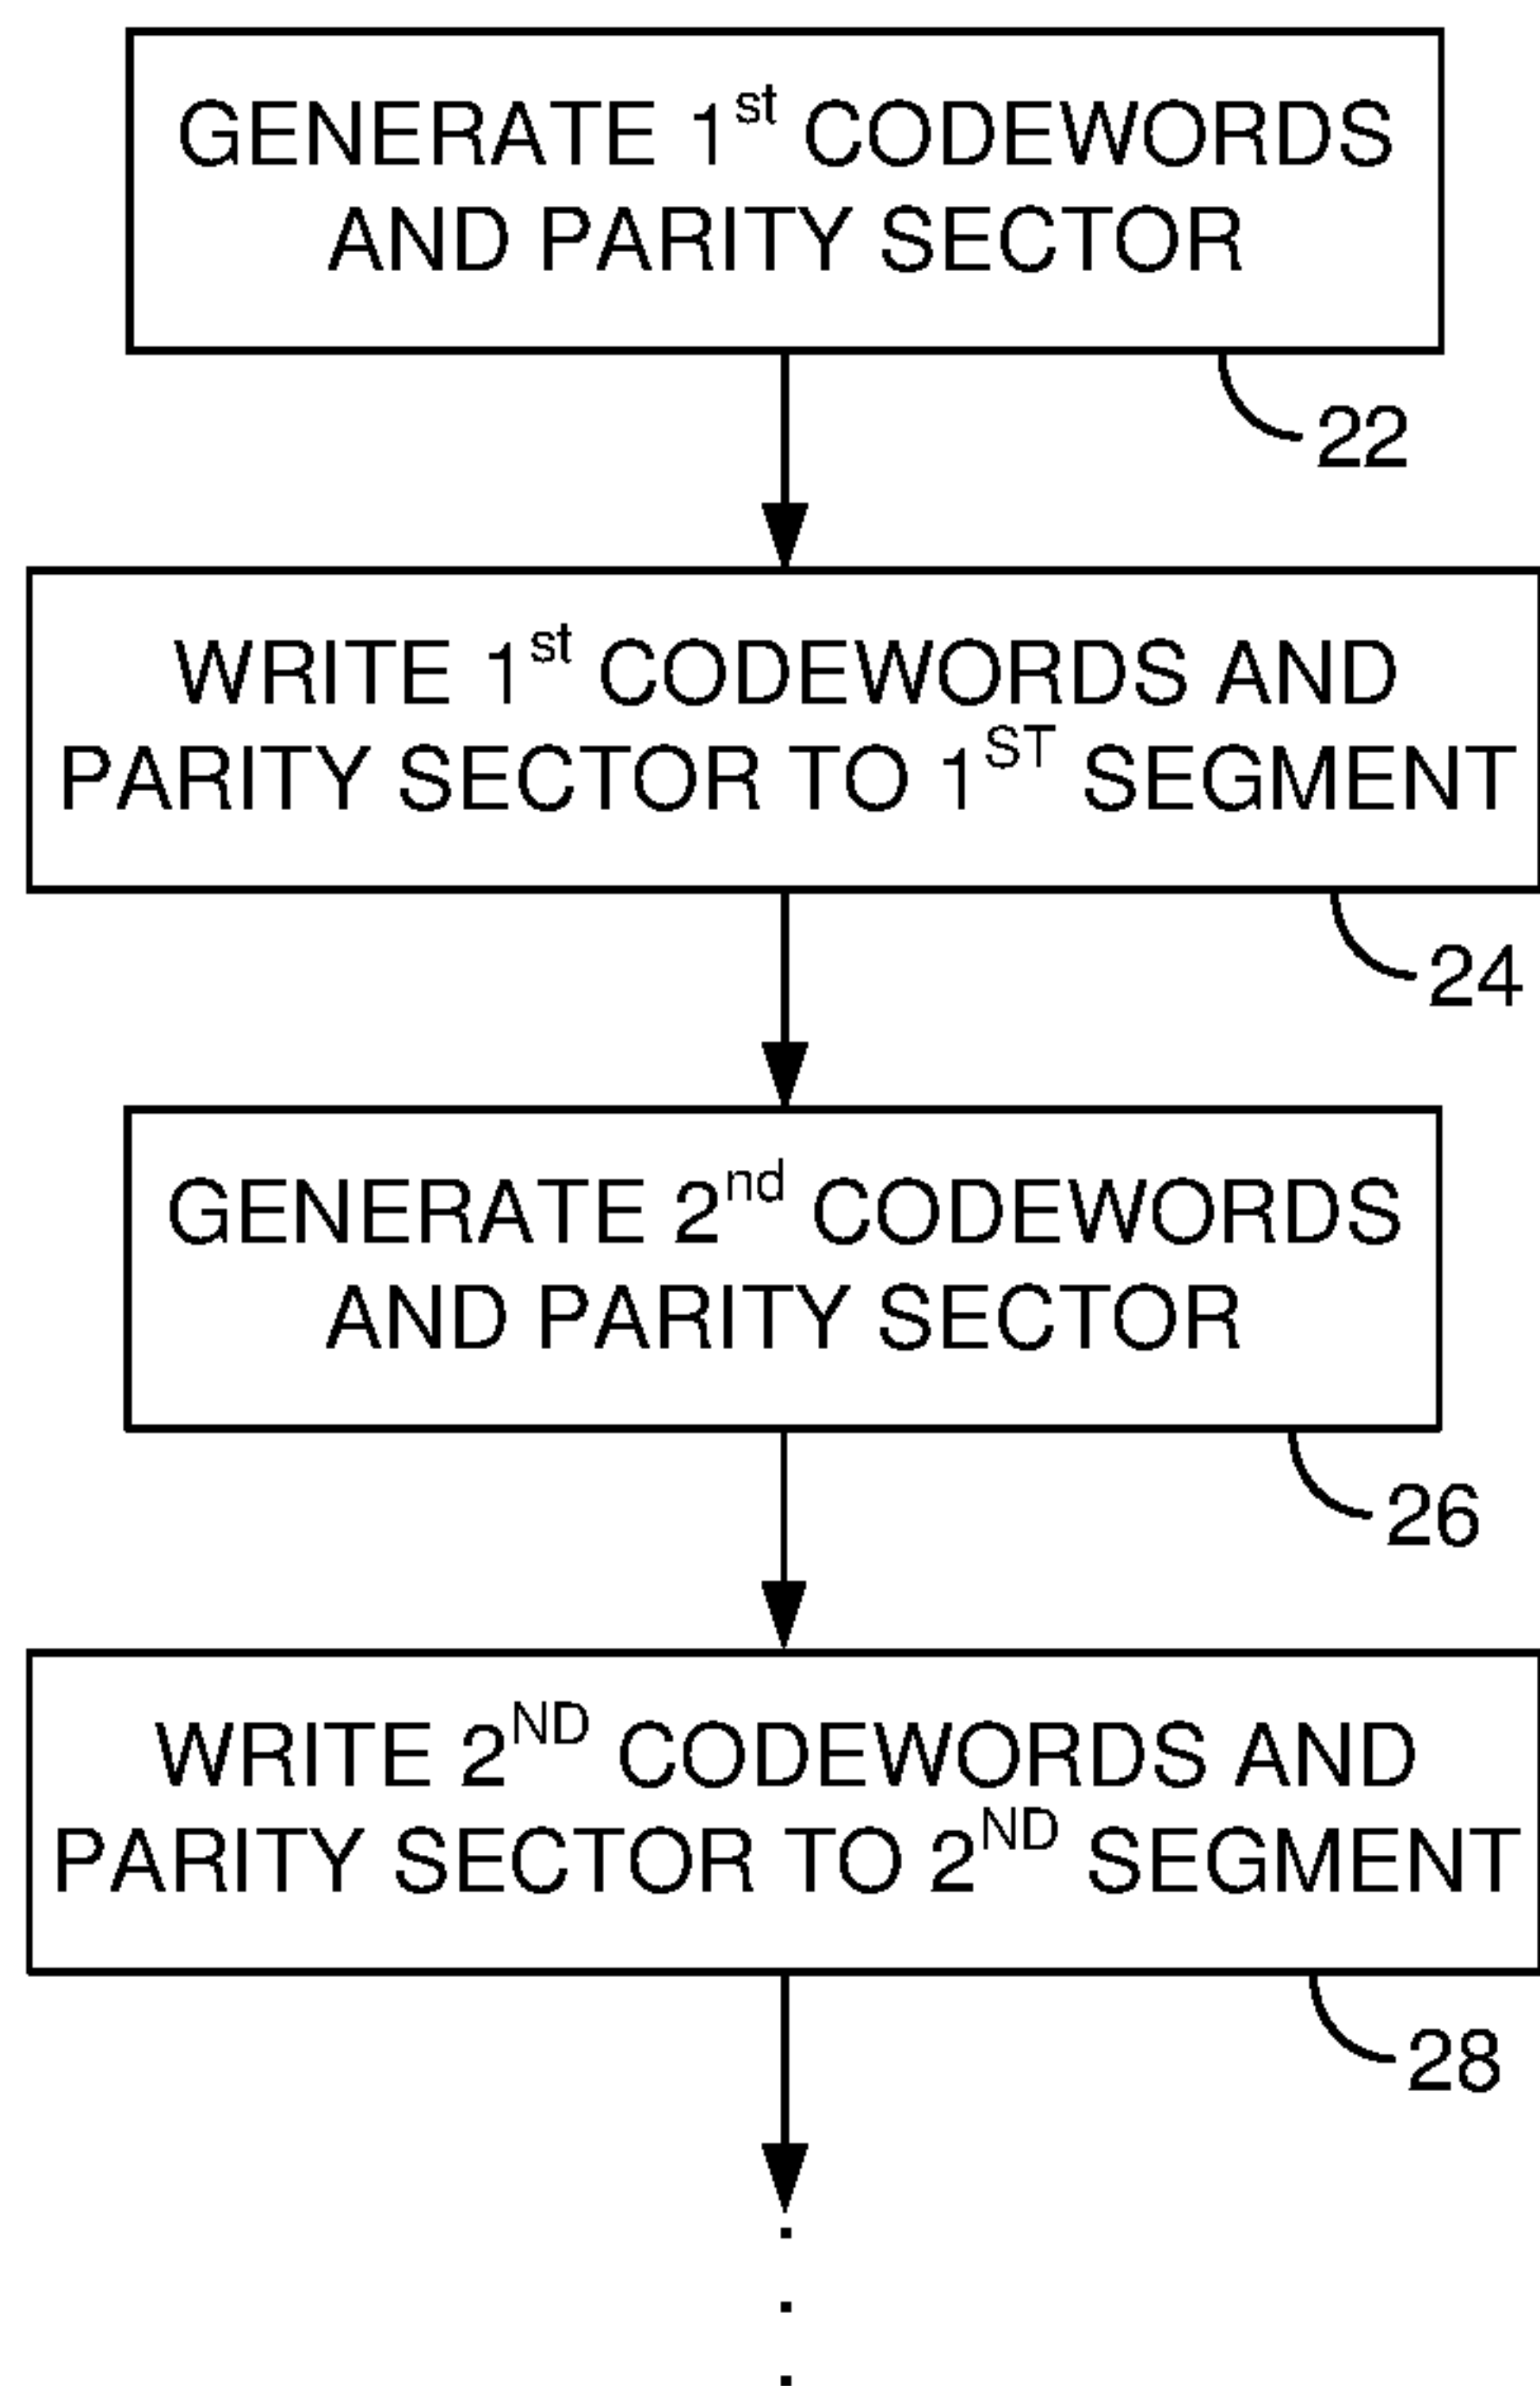 GENERATE 1st CODEWORDS
AND PARITY SECTOR
22
WRITE 1st CODEWORDS AND
PARITY SECTOR TO 1ST SEGMENT
24
GENERATE 2nd CODEWORDS
AND PARITY SECTOR
26
WRITE 2ND CODEWORDS AND
PARITY SECTOR TO 2ND SEGMENT
28